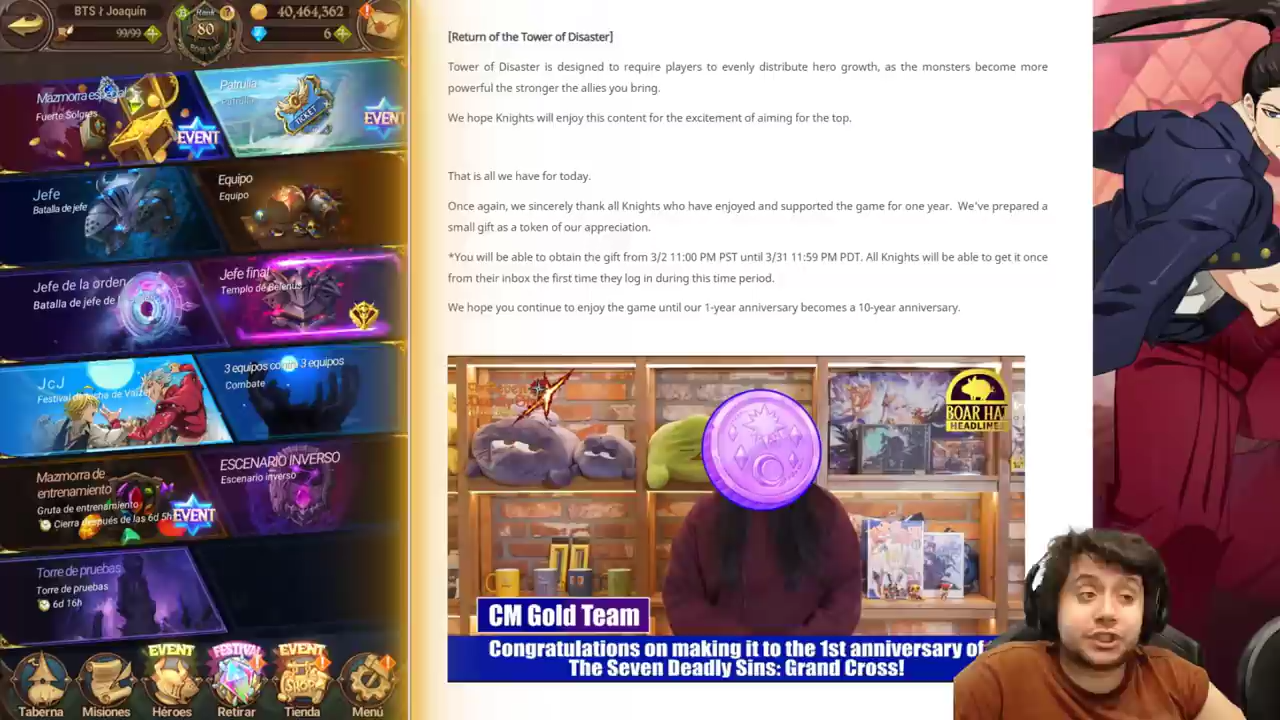 BTS ᛔ Joaquín
99/99
Rank
80
40,464,362
6
Mazmorra especial
Fuerte Solgres
EVENT
Patrulla
Patrulla
TICKET
EVENT
Jefe
Batalla de jefe
Equipo
Equipo
Jefe de la orden
Batalla de jefe de l
Jefe final
Templo de Belenus
JcJ
Festival de lucha de Vaizel
3 equipos contra 3 equipos
Combate
Mazmorra de
entrenamiento
Gruta de entrenamiento
Cierra después de las 6d 5h
EVENT
ESCENARIO INVERSO
Escenario inverso
Torre de pruebas
Torre de pruebas
6d 16h
EVENT
FESTIVAL
EVENT
SHOP
Taberna
Misiones
Héroes
Retirar
Tienda
Menú
[Return of the Tower of Disaster]
Tower of Disaster is designed to require players to evenly distribute hero growth, as the monsters become more
powerful the stronger the allies you bring.
We hope Knights will enjoy this content for the excitement of aiming for the top.
That is all we have for today.
Once again, we sincerely thank all Knights who have enjoyed and supported the game for one year. We've prepared a
small gift as a token of our appreciation.
*You will be able to obtain the gift from 3/2 11:00 PM PST until 3/31 11:59 PM PDT. All Knights will be able to get it once
from their inbox the first time they log in during this time period.
We hope you continue to enjoy the game until our 1-year anniversary becomes a 10-year anniversary.
BOAR HAT
HEADLINE
CM Gold Team
Congratulations on making it to the 1st anniversary of
The Seven Deadly Sins: Grand Cross!